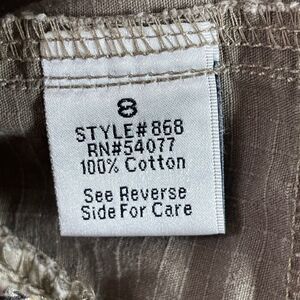 8
STYLE#868
RN#54077
100% Cotton
See Reverse
Side For Care